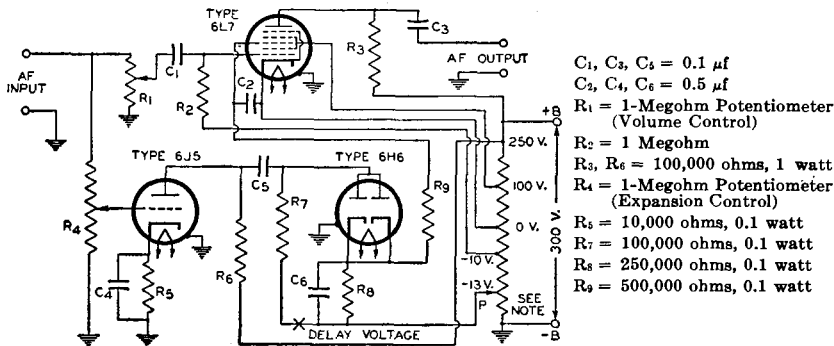 TYPE
6L7
C3
R3
AF OUTPUT
AF
INPUT
R1
C1
R2
C2
TYPE 6J5
C5
TYPE 6H6
R4
R7
R9
C4
R5
R6
C6
R8
DELAY VOLTAGE
+B
250 V.
100 V.
0 V.
-10 V.
-13 V.
P
SEE
NOTE
300 V.
-B
C1, C3, C5 = 0.1 μf
C2, C4, C6 = 0.5 μf
R1 = 1-Megohm Potentiometer
(Volume Control)
R2 = 1 Megohm
R3, R6 = 100,000 ohms, 1 watt
R4 = 1-Megohm Potentiometer
(Expansion Control)
R5 = 10,000 ohms, 0.1 watt
R7 = 100,000 ohms, 0.1 watt
R8 = 250,000 ohms, 0.1 watt
R9 = 500,000 ohms, 0.1 watt